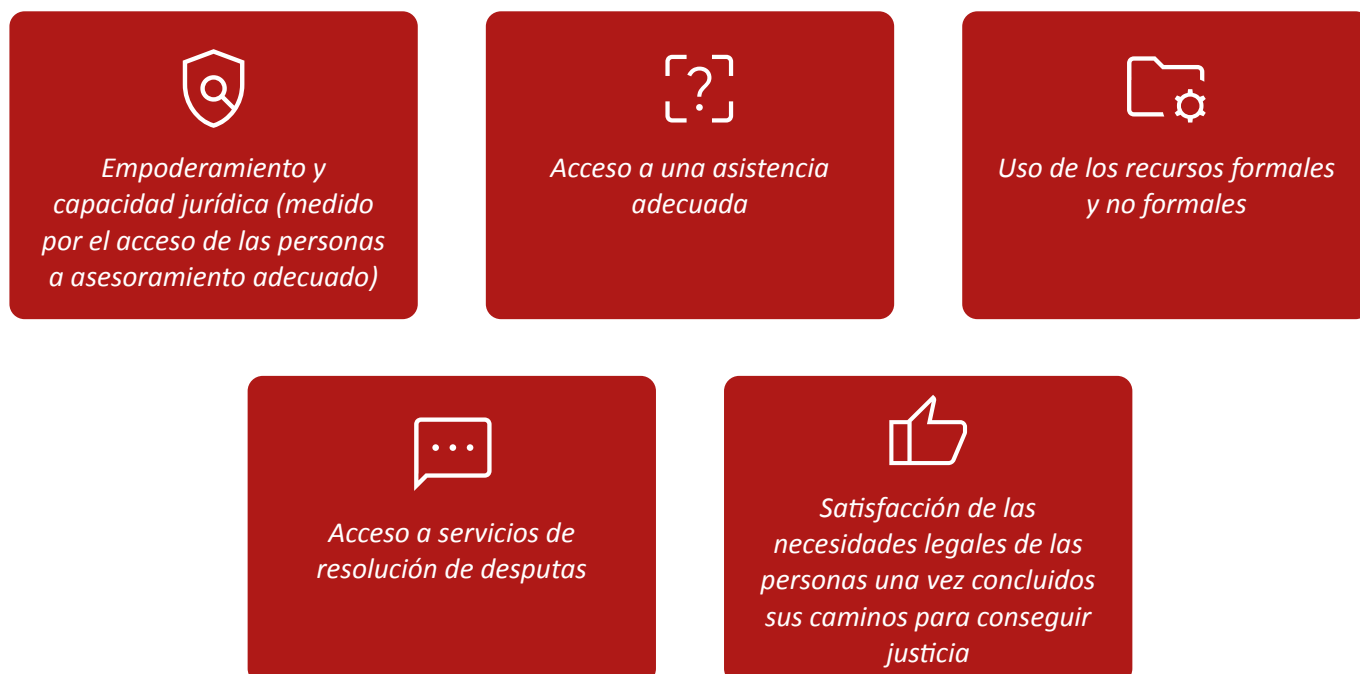 Empoderamiento y
capacidad jurídica (medido
por el acceso de las personas
a asesoramiento adecuado)
Acceso a una asistencia
adecuada
Uso de los recursos formales
y no formales
Acceso a servicios de
resolución de desputas
Satisfacción de las
necesidades legales de las
personas una vez concluidos
sus caminos para conseguir
justicia